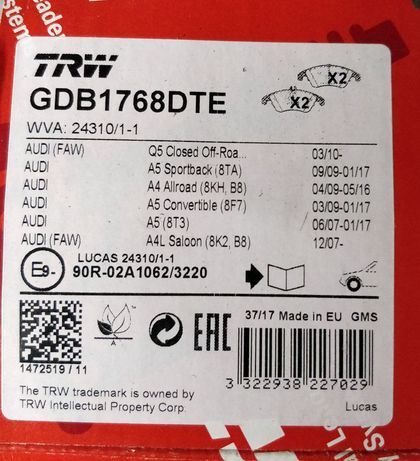 TRW
X2
X2
GDB1768DTE
WVA: 24310/1-1
AUDI (FAW) Q5 Closed Off-Roa... 03/10-
AUDI A5 Sportback (8TA) 09/09-01/17
AUDI A4 Allroad (8KH, B8) 04/09-05/16
AUDI A5 Convertible (8F7) 03/09-01/17
AUDI A5 (8T3) 06/07-01/17
AUDI (FAW) A4L Saloon (8K2, B8) 12/07-
E9- LUCAS 24310/1-1
90R-02A1062/3220
37/17 Made in EU GMS
A
EAC
1472519 / 11
3 322938 227029
The TRW trademark is owned by
TRW Intellectual Property Corp.
Lucas